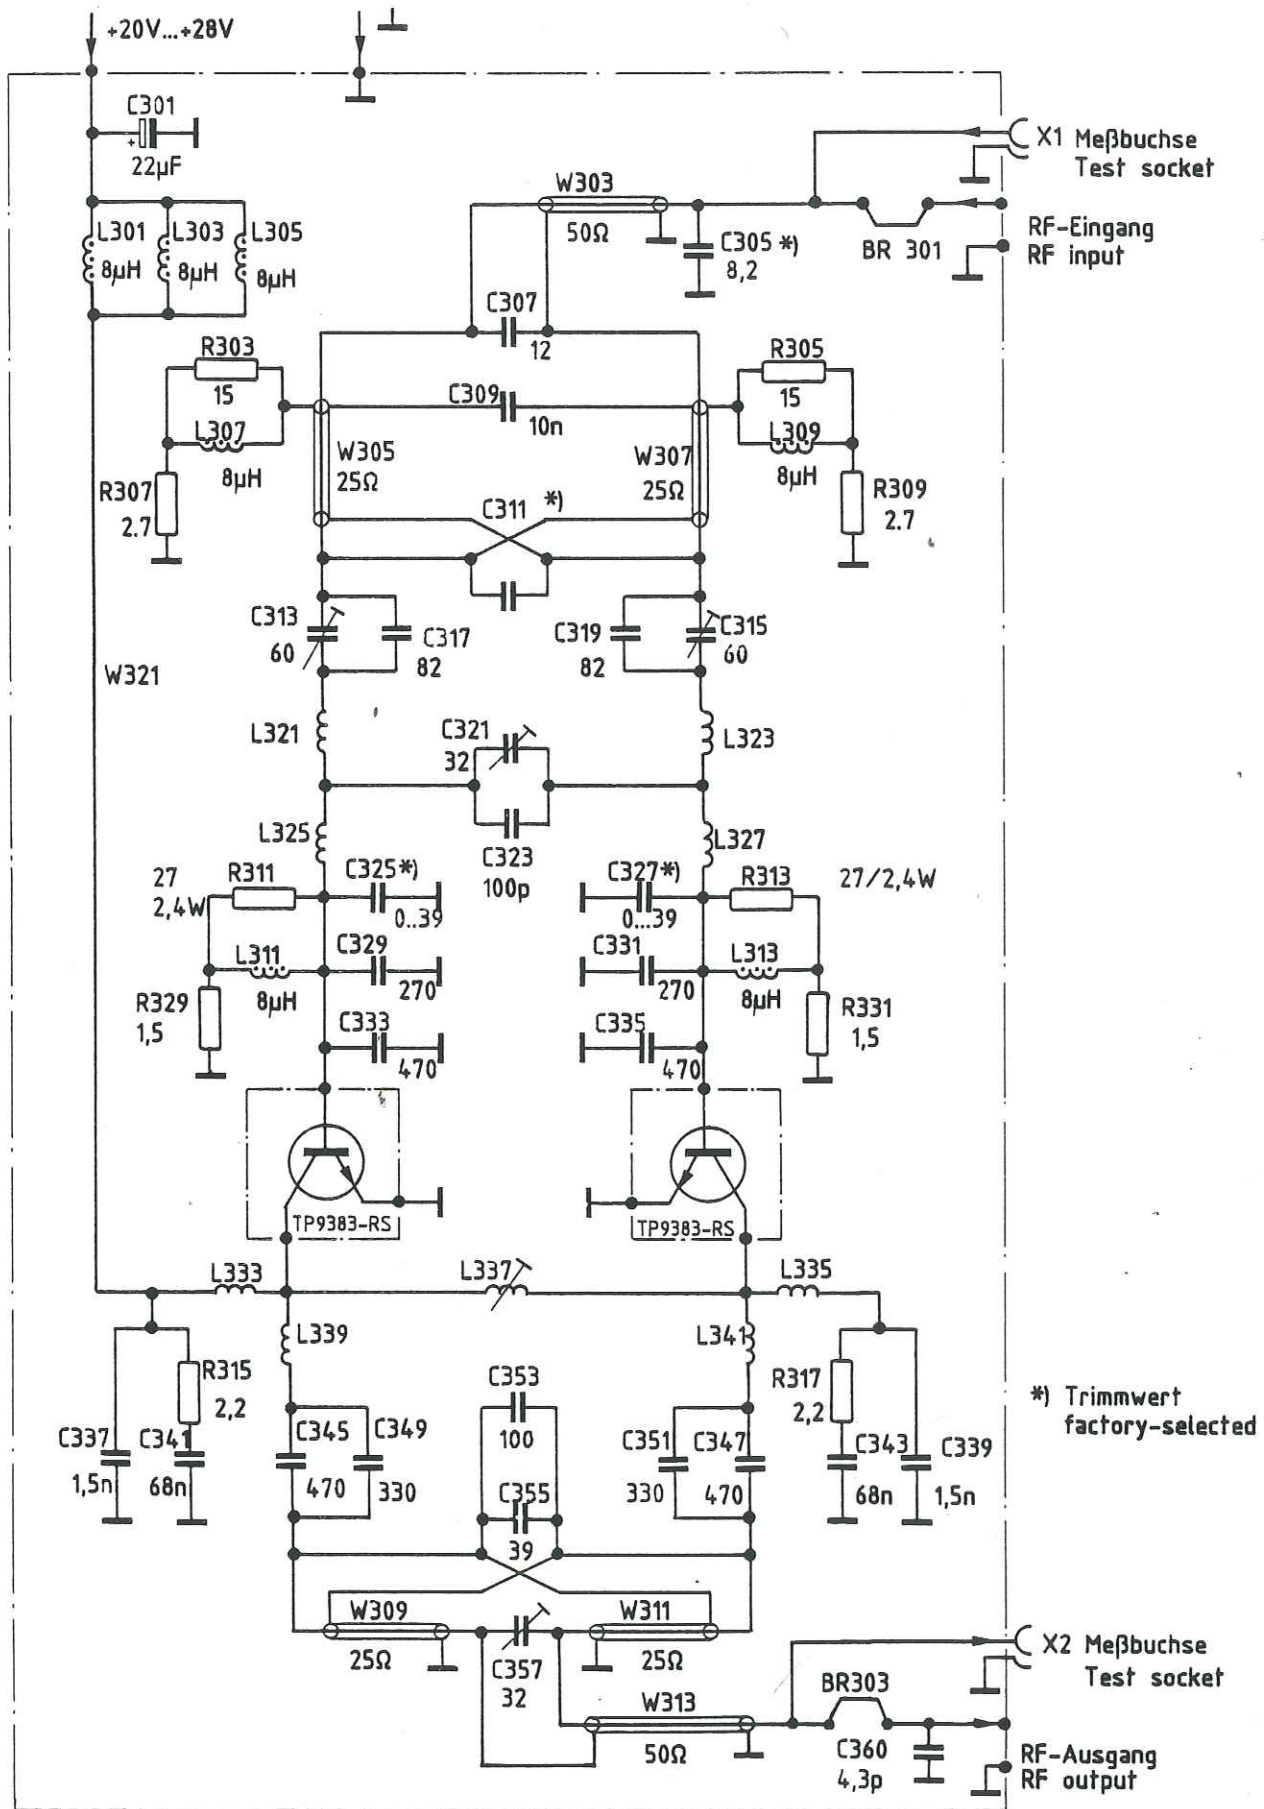 +20V...+28V
C301
+
22µF
X1 Meßbuchse
Test socket
W303
50Ω
L301
8µH
L303
8µH
L305
8µH
C305 *)
8,2
BR 301
RF-Eingang
RF input
C307
12
R303
15
R305
15
C309
10n
L307
8µH
L309
8µH
W305
25Ω
W307
25Ω
R307
2.7
R309
2.7
C311 *)
C313
60
C317
82
C319
82
C315
60
W321
L321
C321
32
L323
L325
C323
100p
L327
27
2,4W
R311
C325*)
0..39
C327*)
0...39
R313
27/2,4W
L311
8µH
C329
270
C331
270
L313
8µH
R329
1,5
C333
470
C335
470
R331
1,5
TP9383-RS
TP9383-RS
L333
L337
L335
L339
L341
R315
2,2
C353
100
R317
2,2
*) Trimmwert
factory-selected
C337
1,5n
C341
68n
C345
470
C349
330
C355
39
C351
330
C347
470
C343
68n
C339
1,5n
W309
25Ω
C357
32
W311
25Ω
X2 Meßbuchse
Test socket
W313
50Ω
BR303
C360
4,3p
RF-Ausgang
RF output